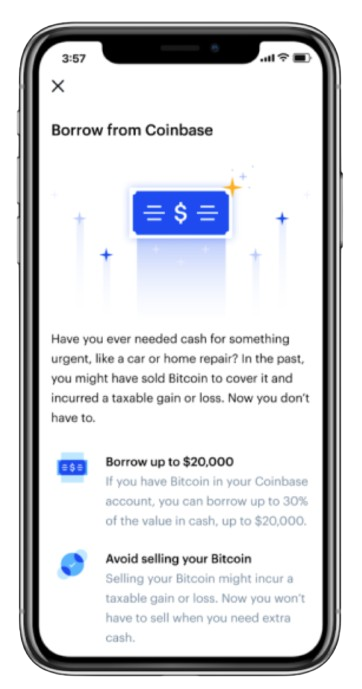 3:57
Borrow from Coinbase
$
Have you ever needed cash for something
urgent, like a car or home repair? In the past,
you might have sold Bitcoin to cover it and
incurred a taxable gain or loss. Now you don't
have to.
$
Borrow up to $20,000
If you have Bitcoin in your Coinbase
account, you can borrow up to 30%
of the value in cash, up to $20,000.
Avoid selling your Bitcoin
Selling your Bitcoin might incur a
taxable gain or loss. Now you won't
have to sell when you need extra
cash.